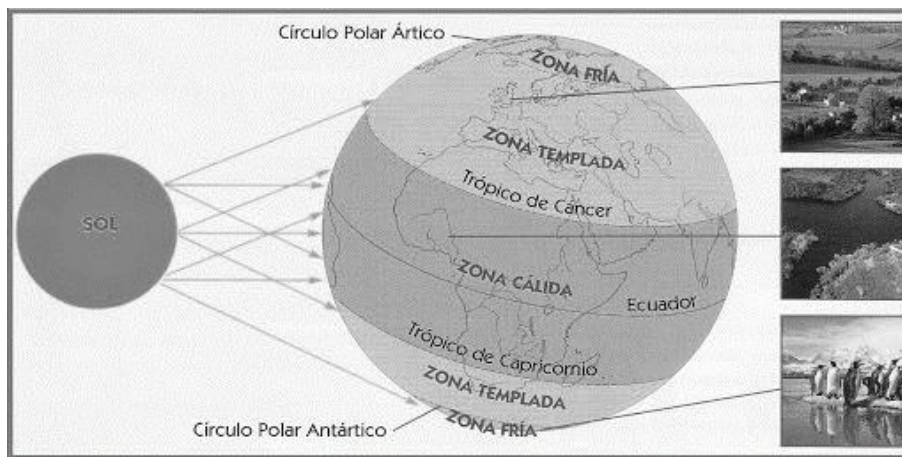 Círculo Polar Ártico
ZONA FRÍA
ZONA TEMPLADA
Trópico de Cáncer
SOL
ZONA CÁLIDA
Ecuador
Trópico de Capricornio
ZONA TEMPLADA
Círculo Polar Antártico
ZONA FRÍA